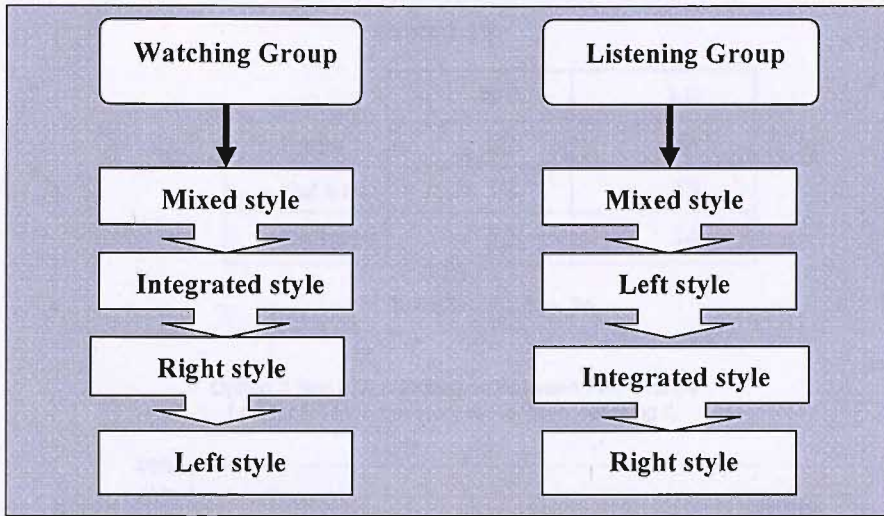 Watching Group
Mixed style
Integrated style
Right style
Left style
Listening Group
Mixed style
Left style
Integrated style
Right style